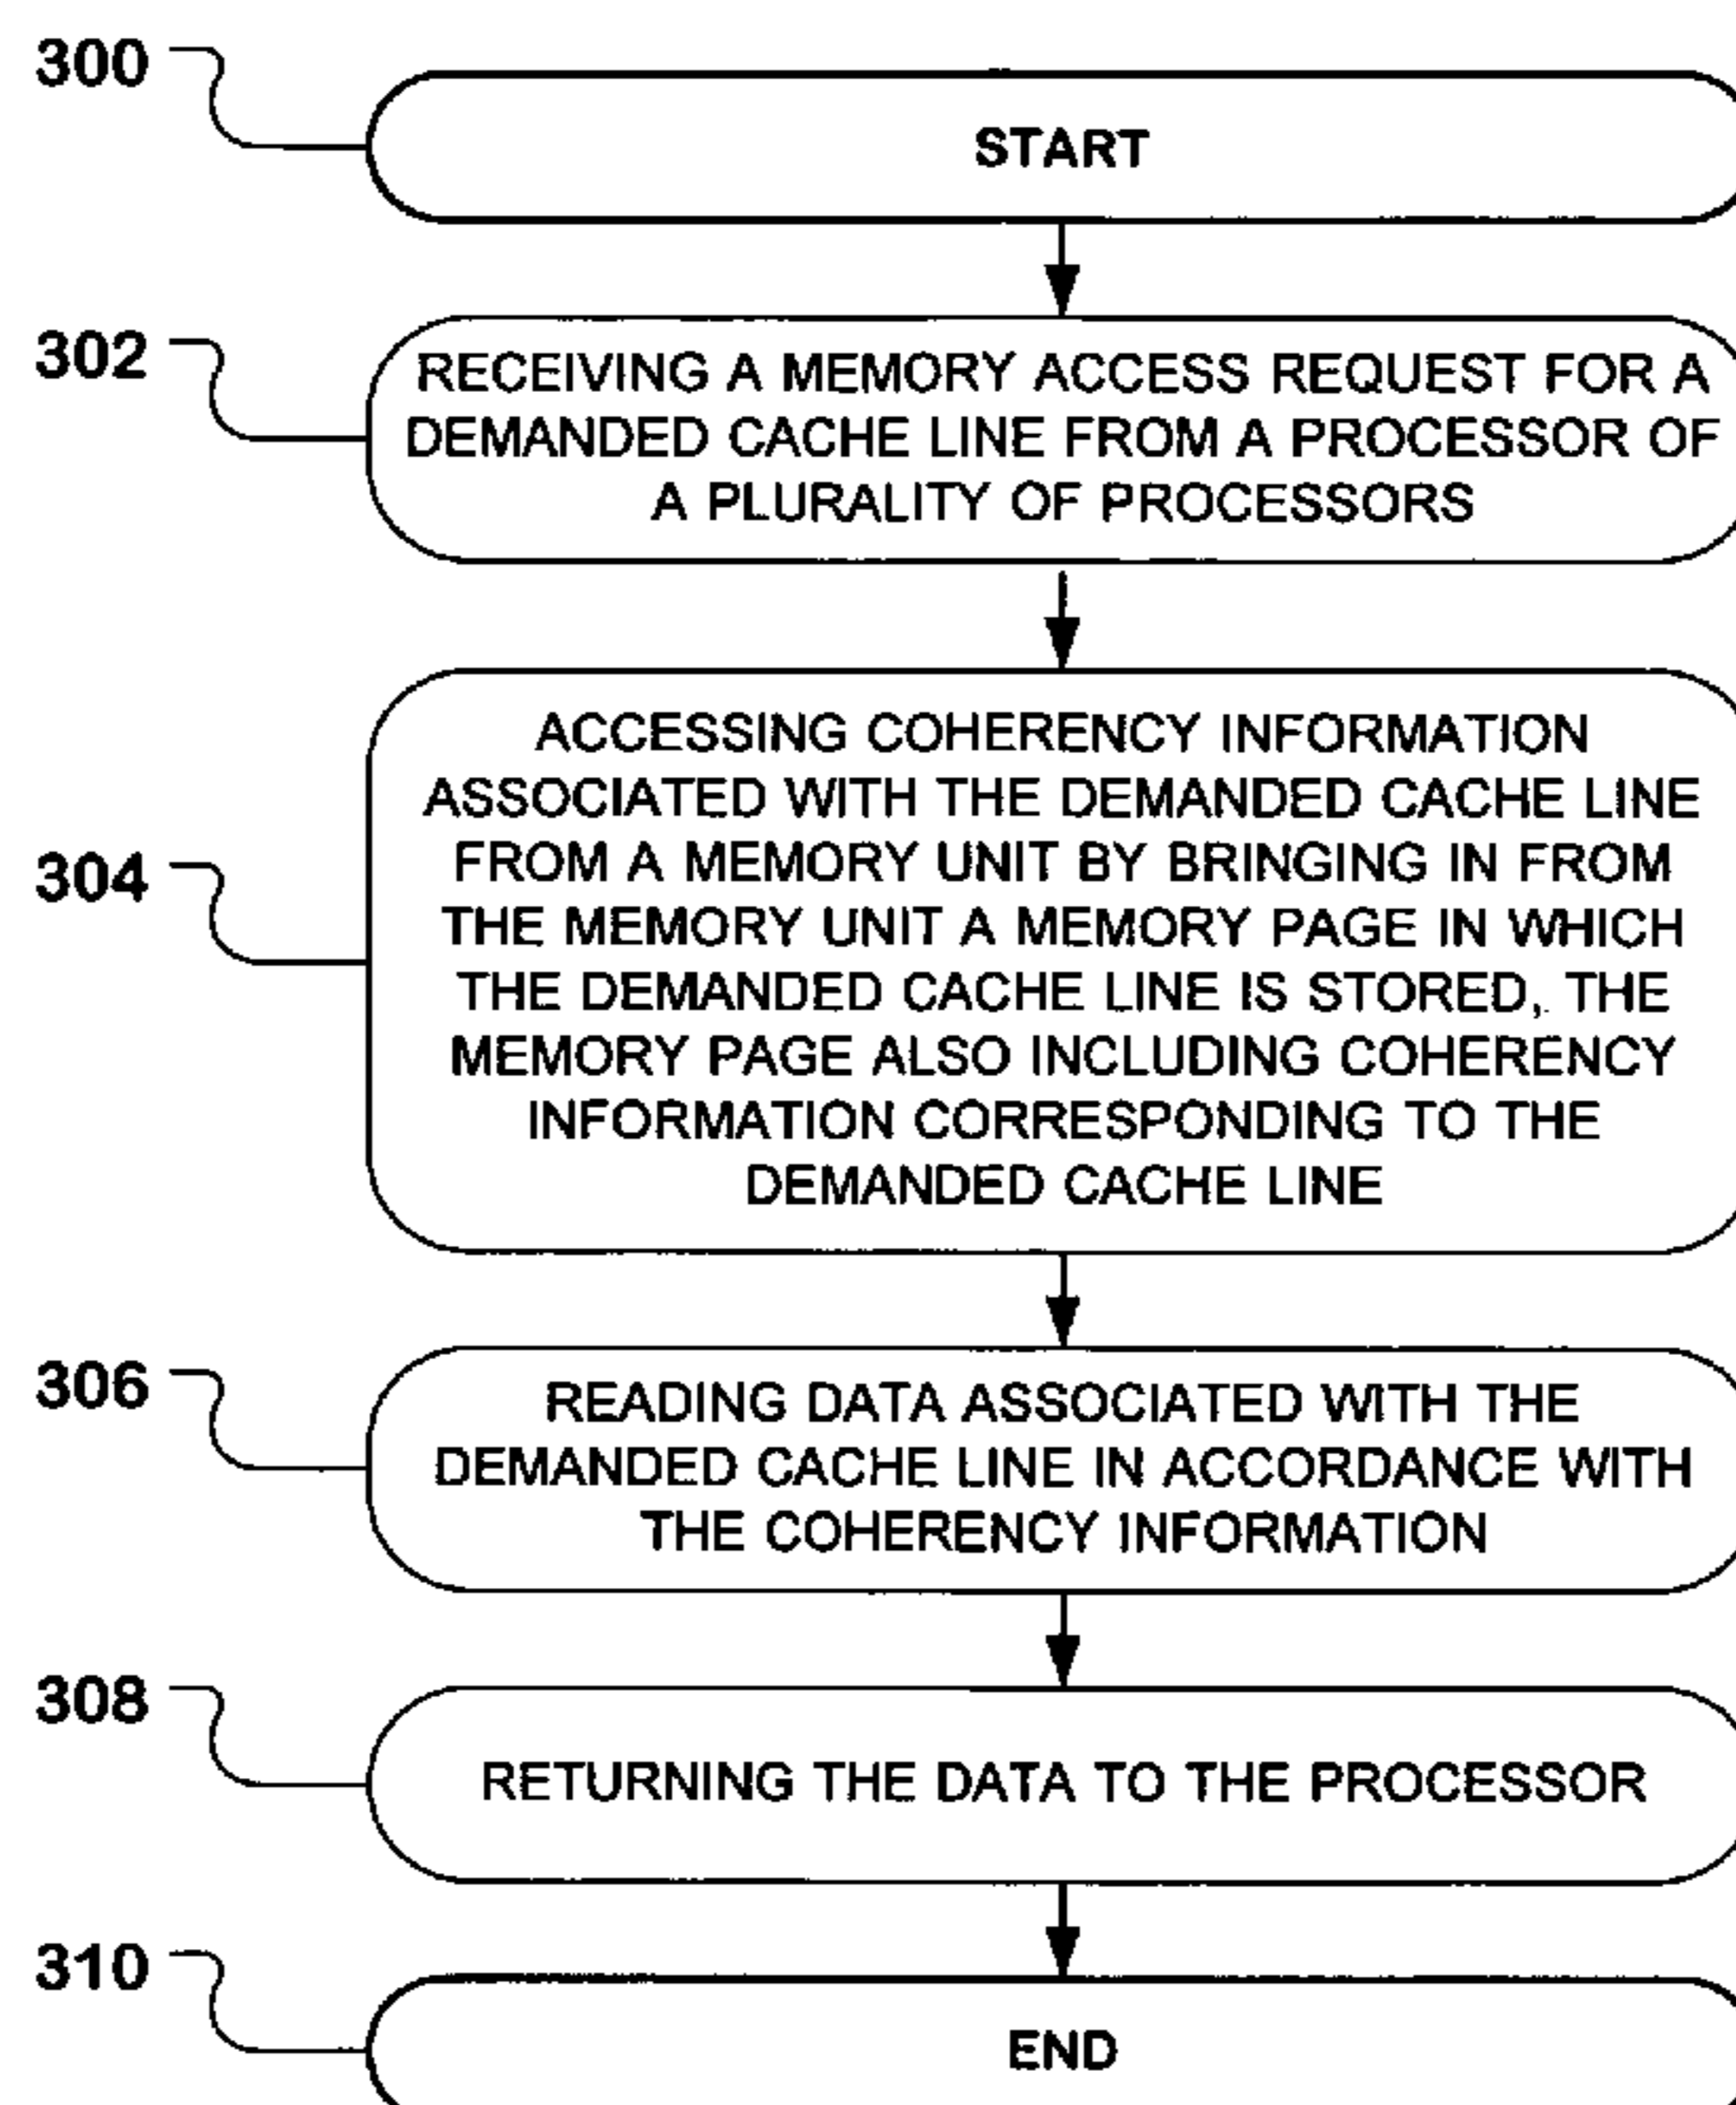 300
START
302
RECEIVING A MEMORY ACCESS REQUEST FOR A
DEMANDED CACHE LINE FROM A PROCESSOR OF
A PLURALITY OF PROCESSORS
ACCESSING COHERENCY INFORMATION
ASSOCIATED WITH THE DEMANDED CACHE LINE
304
FROM A MEMORY UNIT BY BRINGING IN FROM
THE MEMORY UNIT A MEMORY PAGE IN WHICH
THE DEMANDED CACHE LINE IS STORED, THE
MEMORY PAGE ALSO INCLUDING COHERENCY
INFORMATION CORRESPONDING TO THE
DEMANDED CACHE LINE
306
READING DATA ASSOCIATED WITH THE
DEMANDED CACHE LINE IN ACCORDANCE WITH
THE COHERENCY INFORMATION
308
RETURNING THE DATA TO THE PROCESSOR
310
END